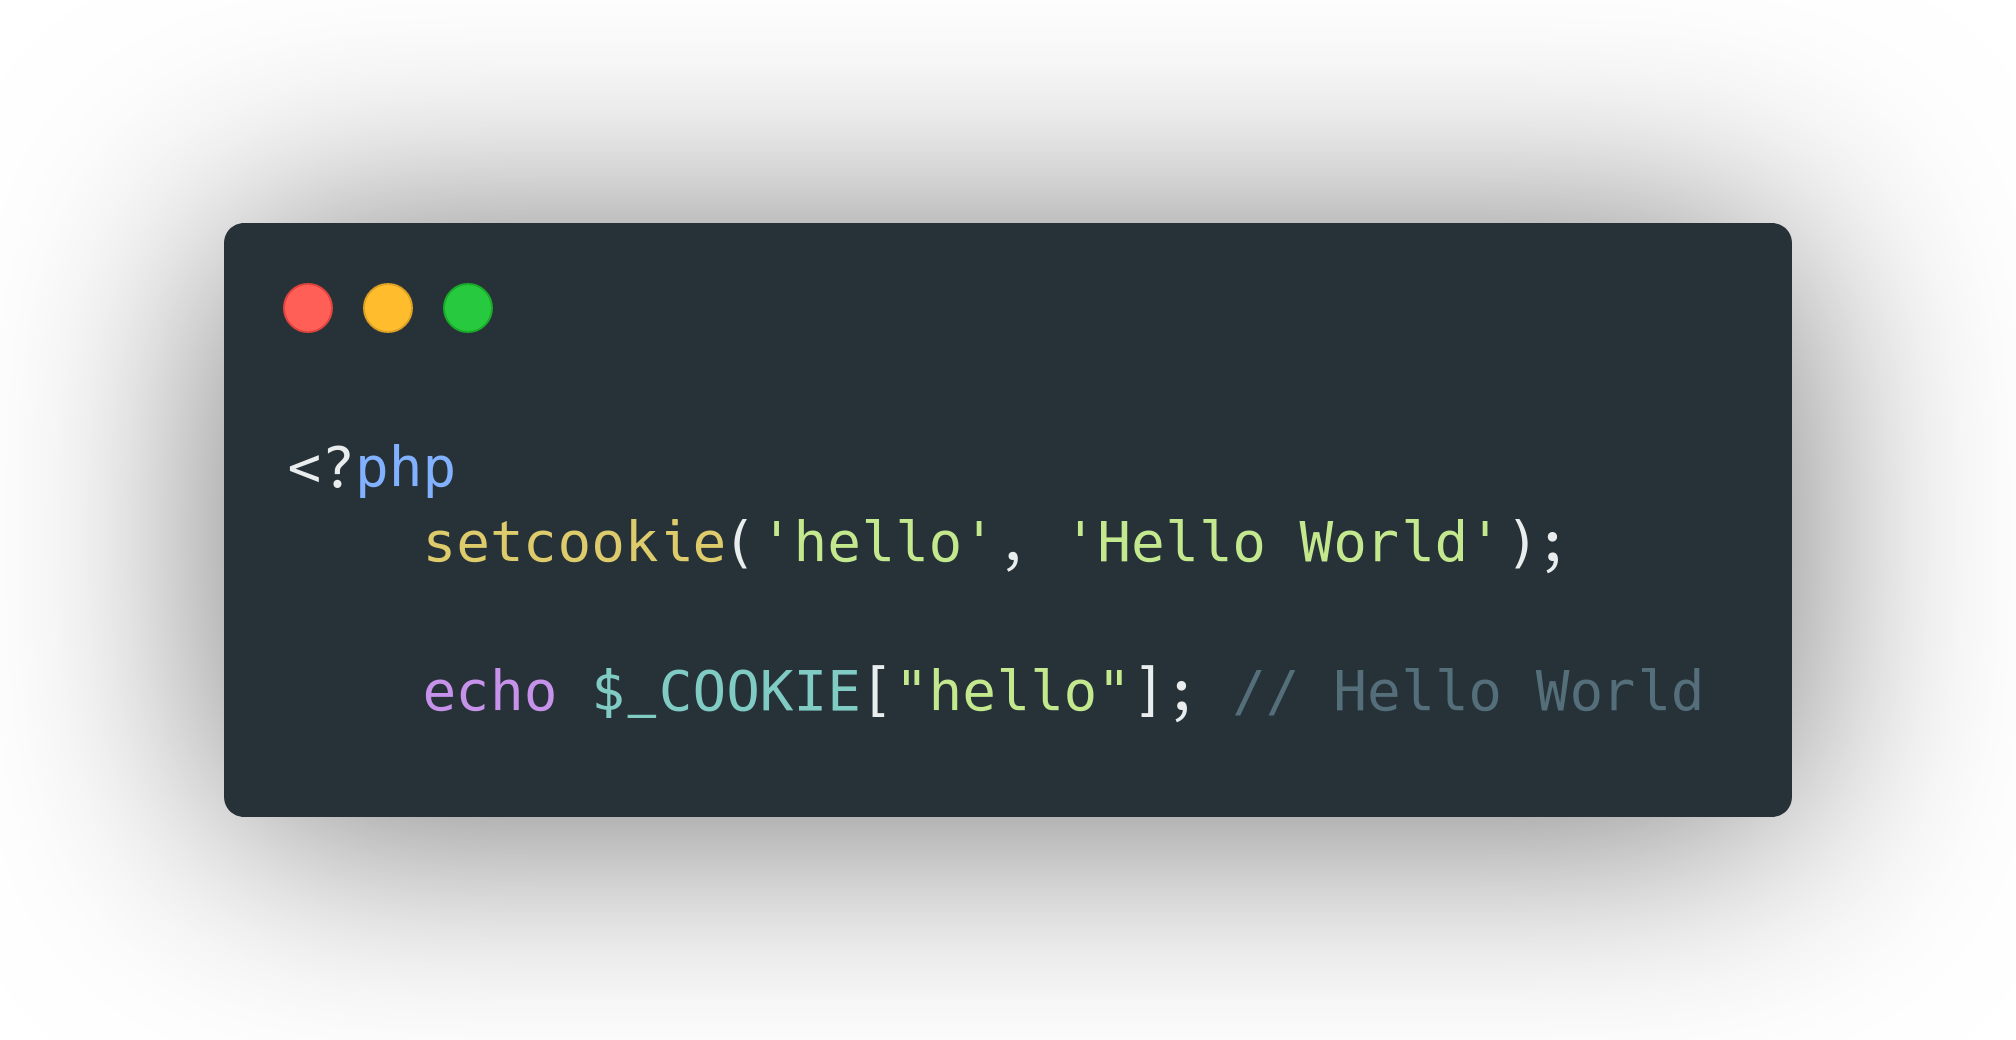 <?php
    setcookie('hello', 'Hello World');

    echo $_COOKIE["hello"]; // Hello World